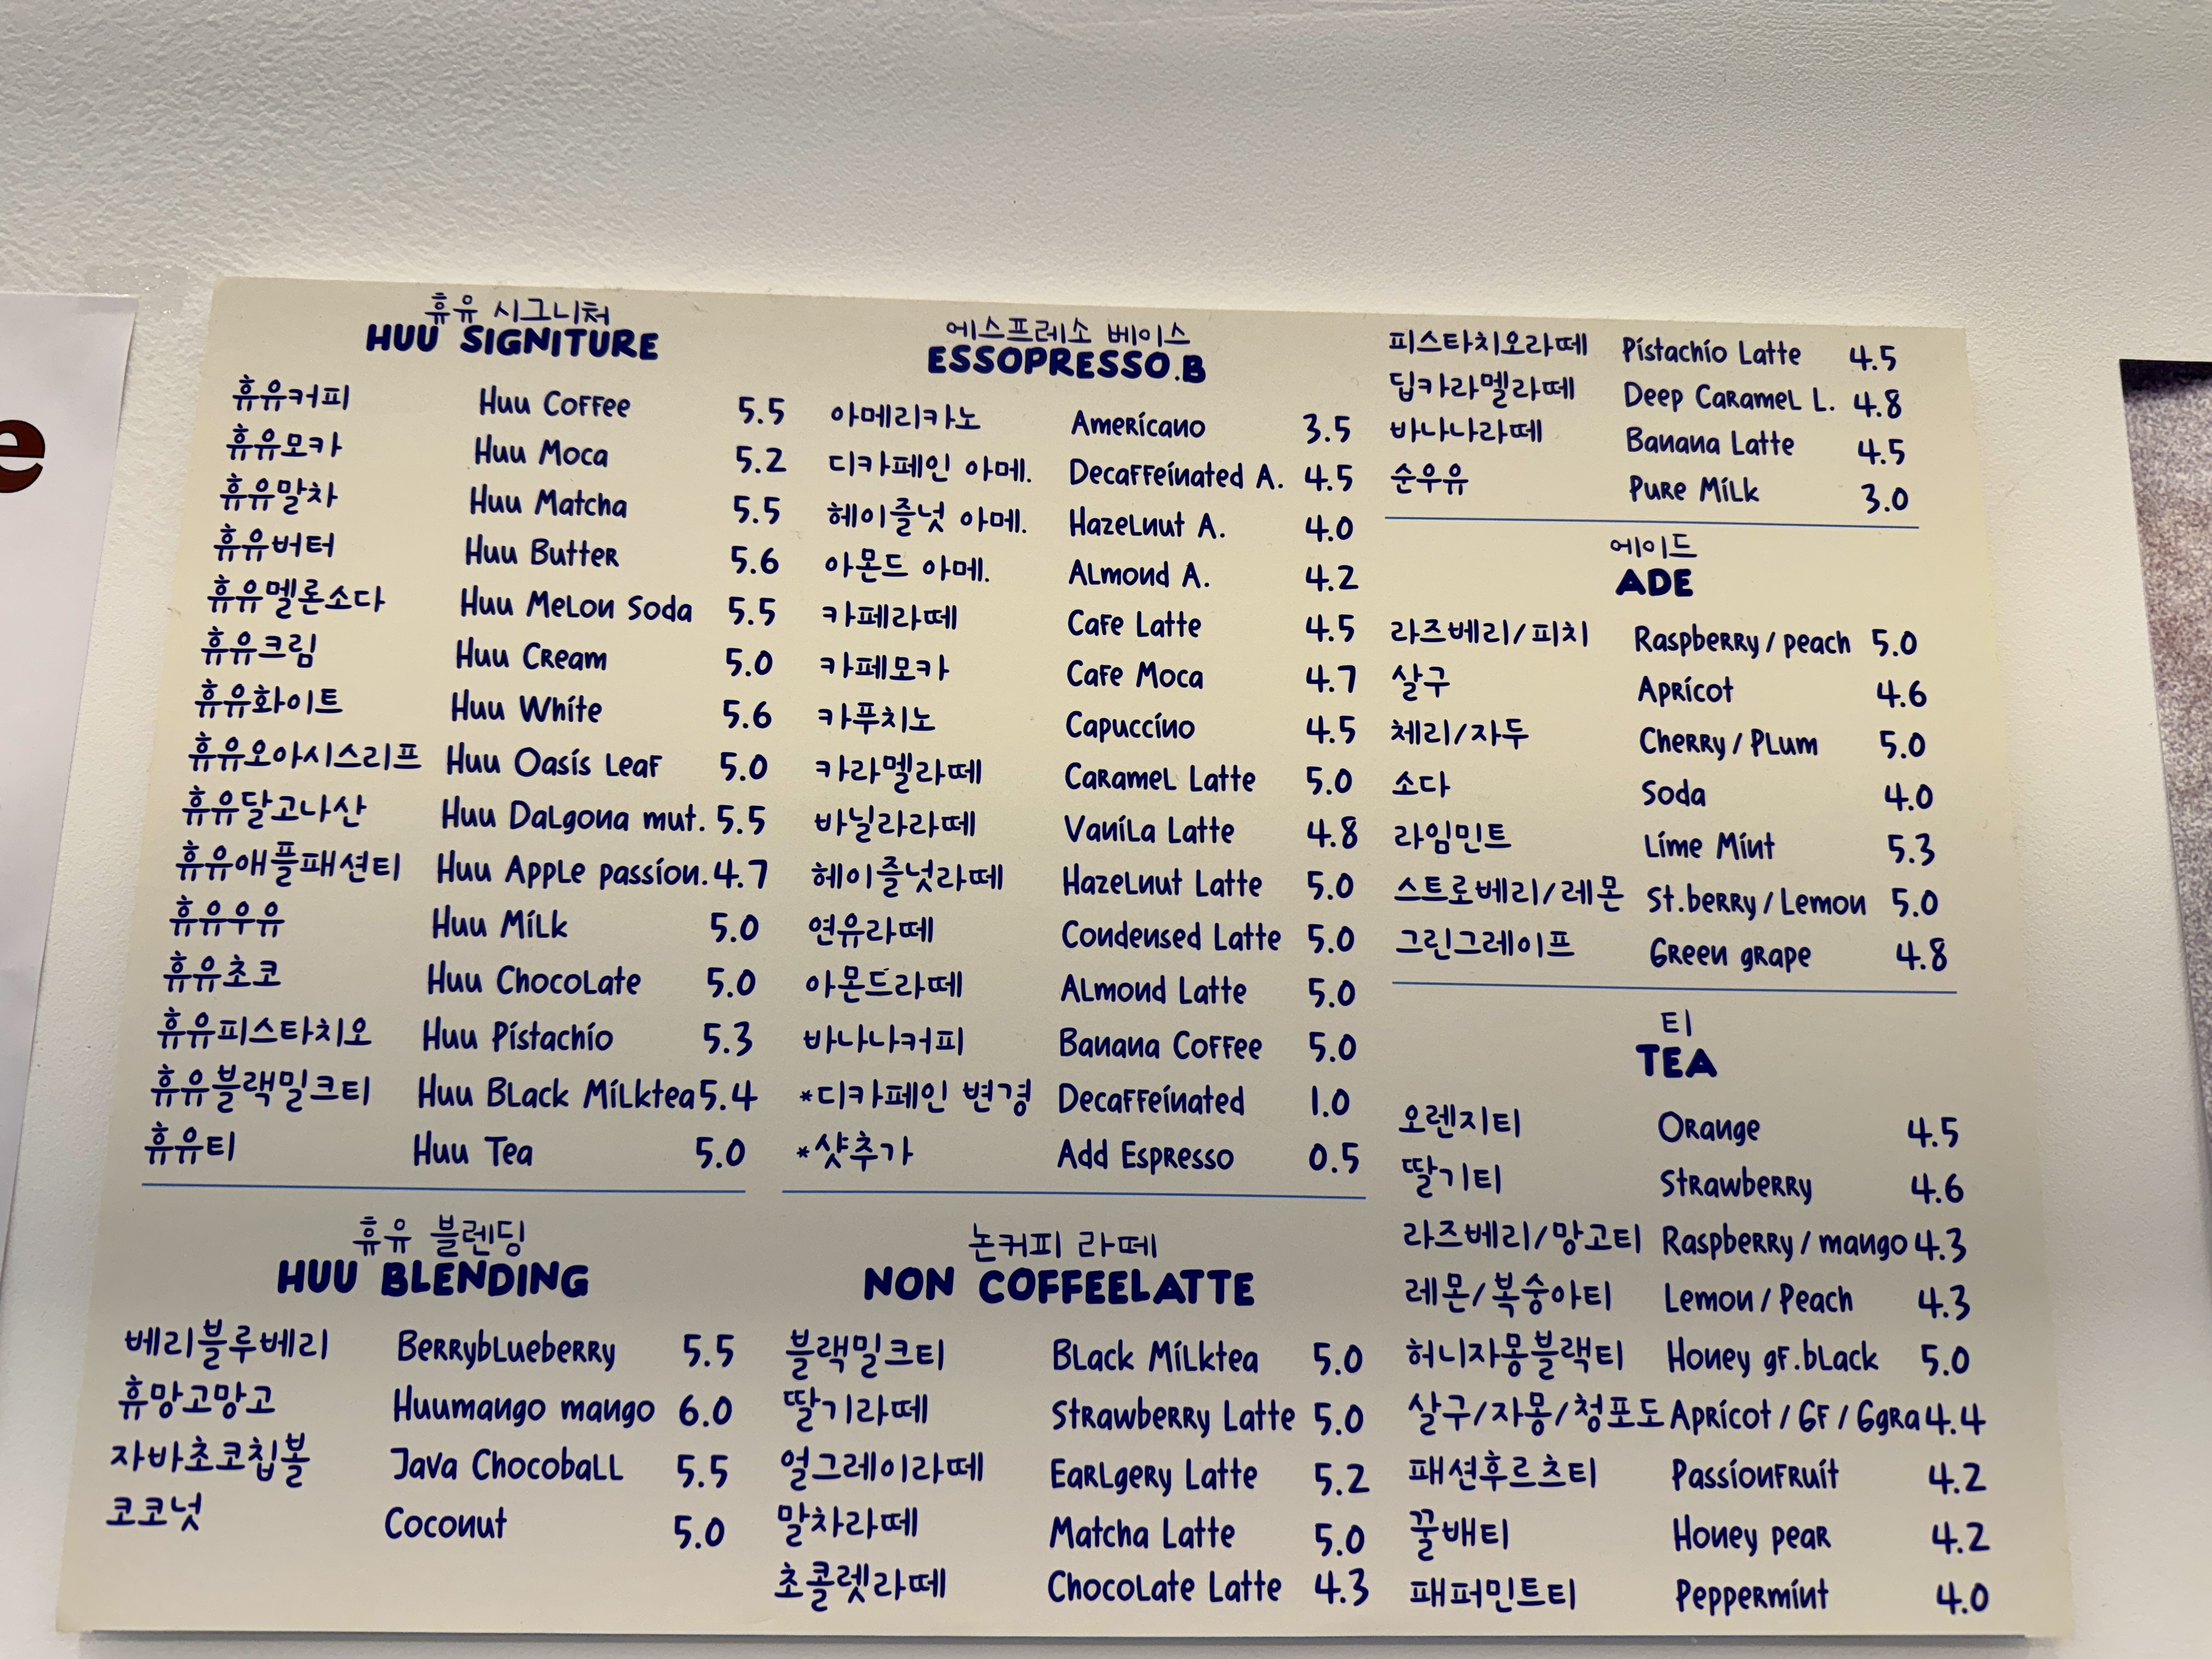 e
휴유 시그니처
HUU SIGNITURE
휴유커피 Huu Coffee 5.5
휴유모카 Huu Moca 5.2
휴유말차 Huu Matcha 5.5
휴유버터 Huu Butter 5.6
휴유멜론소다 Huu Melon Soda 5.5
휴유크림 Huu Cream 5.0
휴유화이트 Huu White 5.6
휴유오아시스리프 Huu Oasis Leaf 5.0
휴유달고나산 Huu Dalgona mut. 5.5
휴유애플패션티 Huu Apple passion. 4.7
휴유우유 Huu Milk 5.0
휴유초코 Huu Chocolate 5.0
휴유피스타치오 Huu Pistachio 5.3
휴유블랙밀크티 Huu Black Milktea 5.4
휴유티 Huu Tea 5.0
휴유 블렌딩
HUU BLENDING
베리블루베리 Berryblueberry 5.5
휴망고망고 Huumango mango 6.0
자바초코칩볼 Java Chocoball 5.5
코코넛 Coconut 5.0
에스프레소 베이스
ESSOPRESSO.B
아메리카노 Americano 3.5
디카페인 아메. Decaffeinated A. 4.5
헤이즐넛 아메. Hazelnut A. 4.0
아몬드 아메. Almond A. 4.2
카페라떼 Cafe Latte 4.5
카페모카 Cafe Moca 4.7
카푸치노 Capuccino 4.5
카라멜라떼 Caramel Latte 5.0
바닐라라떼 Vanila Latte 4.8
헤이즐넛라떼 Hazelnut Latte 5.0
연유라떼 Condensed Latte 5.0
아몬드라떼 Almond Latte 5.0
바나나커피 Banana Coffee 5.0
*디카페인 변경 Decaffeinated 1.0
*샷추가 Add Espresso 0.5
논커피 라떼
NON COFFEELATTE
블랙밀크티 Black Milktea 5.0
딸기라떼 Strawberry Latte 5.0
얼그레이라떼 Earlgery Latte 5.2
말차라떼 Matcha Latte 5.0
초콜렛라떼 Chocolate Latte 4.3
피스타치오라떼 Pistachio Latte 4.5
딥카라멜라떼 Deep Caramel L. 4.8
바나나라떼 Banana Latte 4.5
순우유 Pure Milk 3.0
에이드
ADE
라즈베리/피치 Raspberry / peach 5.0
살구 Apricot 4.6
체리/자두 Cherry / Plum 5.0
소다 Soda 4.0
라임민트 Lime Mint 5.3
스트로베리/레몬 St.berry / Lemon 5.0
그린그레이프 Green grape 4.8
티
TEA
오렌지티 Orange 4.5
딸기티 Strawberry 4.6
라즈베리/망고티 Raspberry / mango 4.3
레몬/복숭아티 Lemon / Peach 4.3
허니자몽블랙티 Honey gf.black 5.0
살구/자몽/청포도 Apricot / GF / Ggra 4.4
패션후르츠티 Passionfruit 4.2
꿀배티 Honey pear 4.2
패퍼민트티 Peppermint 4.0